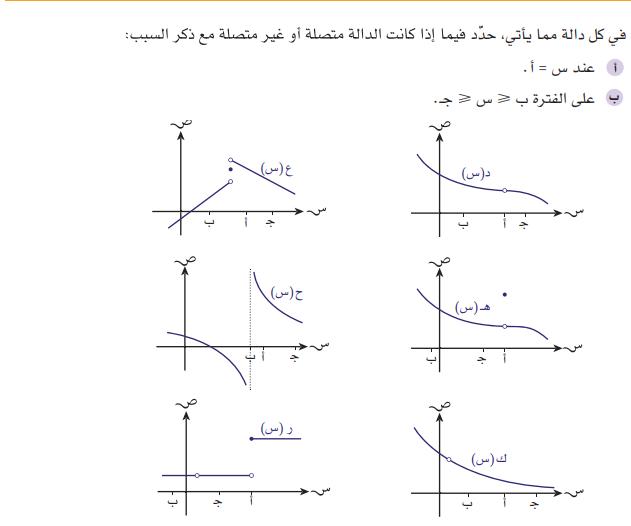 في كل دالة مما يأتي، حدّد فيما إذا كانت الدالة متصلة أو غير متصلة مع ذكر السبب:
أ عند س = أ.
ب على الفترة ب ⩽ س ⩽ جـ.
ص
د(س)
ب أ جـ س
ص
ع(س)
ب أ جـ س
ص
هـ(س)
ب جـ أ س
ص
ح(س)
ب أ جـ س
ص
ك(س)
ب أ جـ س
ص
ر(س)
ب جـ أ س